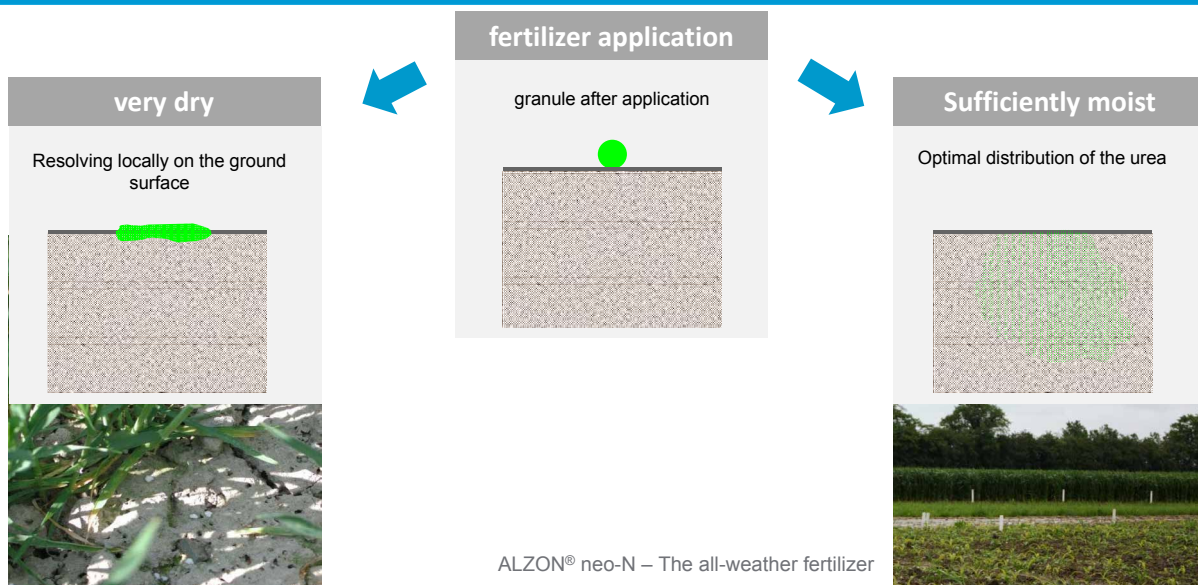 fertilizer application
granule after application
very dry
Resolving locally on the ground
surface
Sufficiently moist
Optimal distribution of the urea
ALZON® neo-N – The all-weather fertilizer